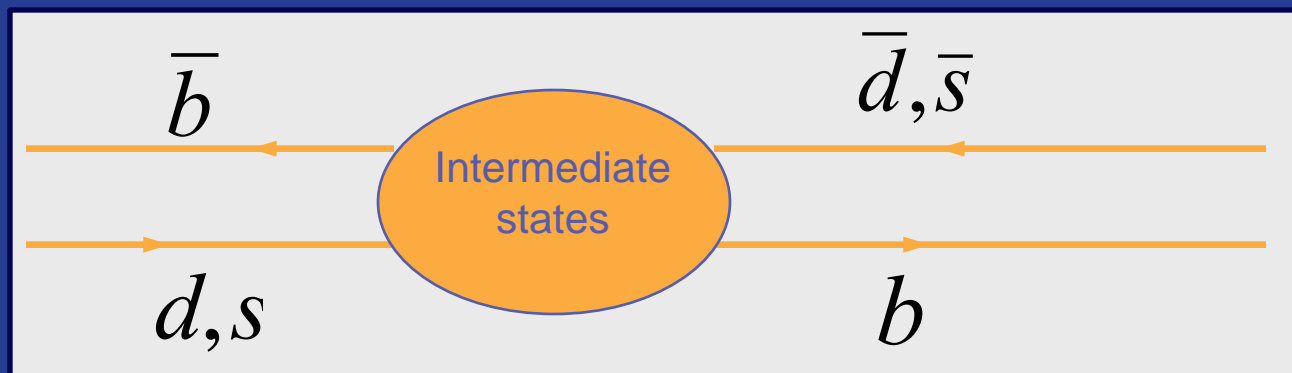 b̅
d̅,s̅
Intermediate
states
d,s
b